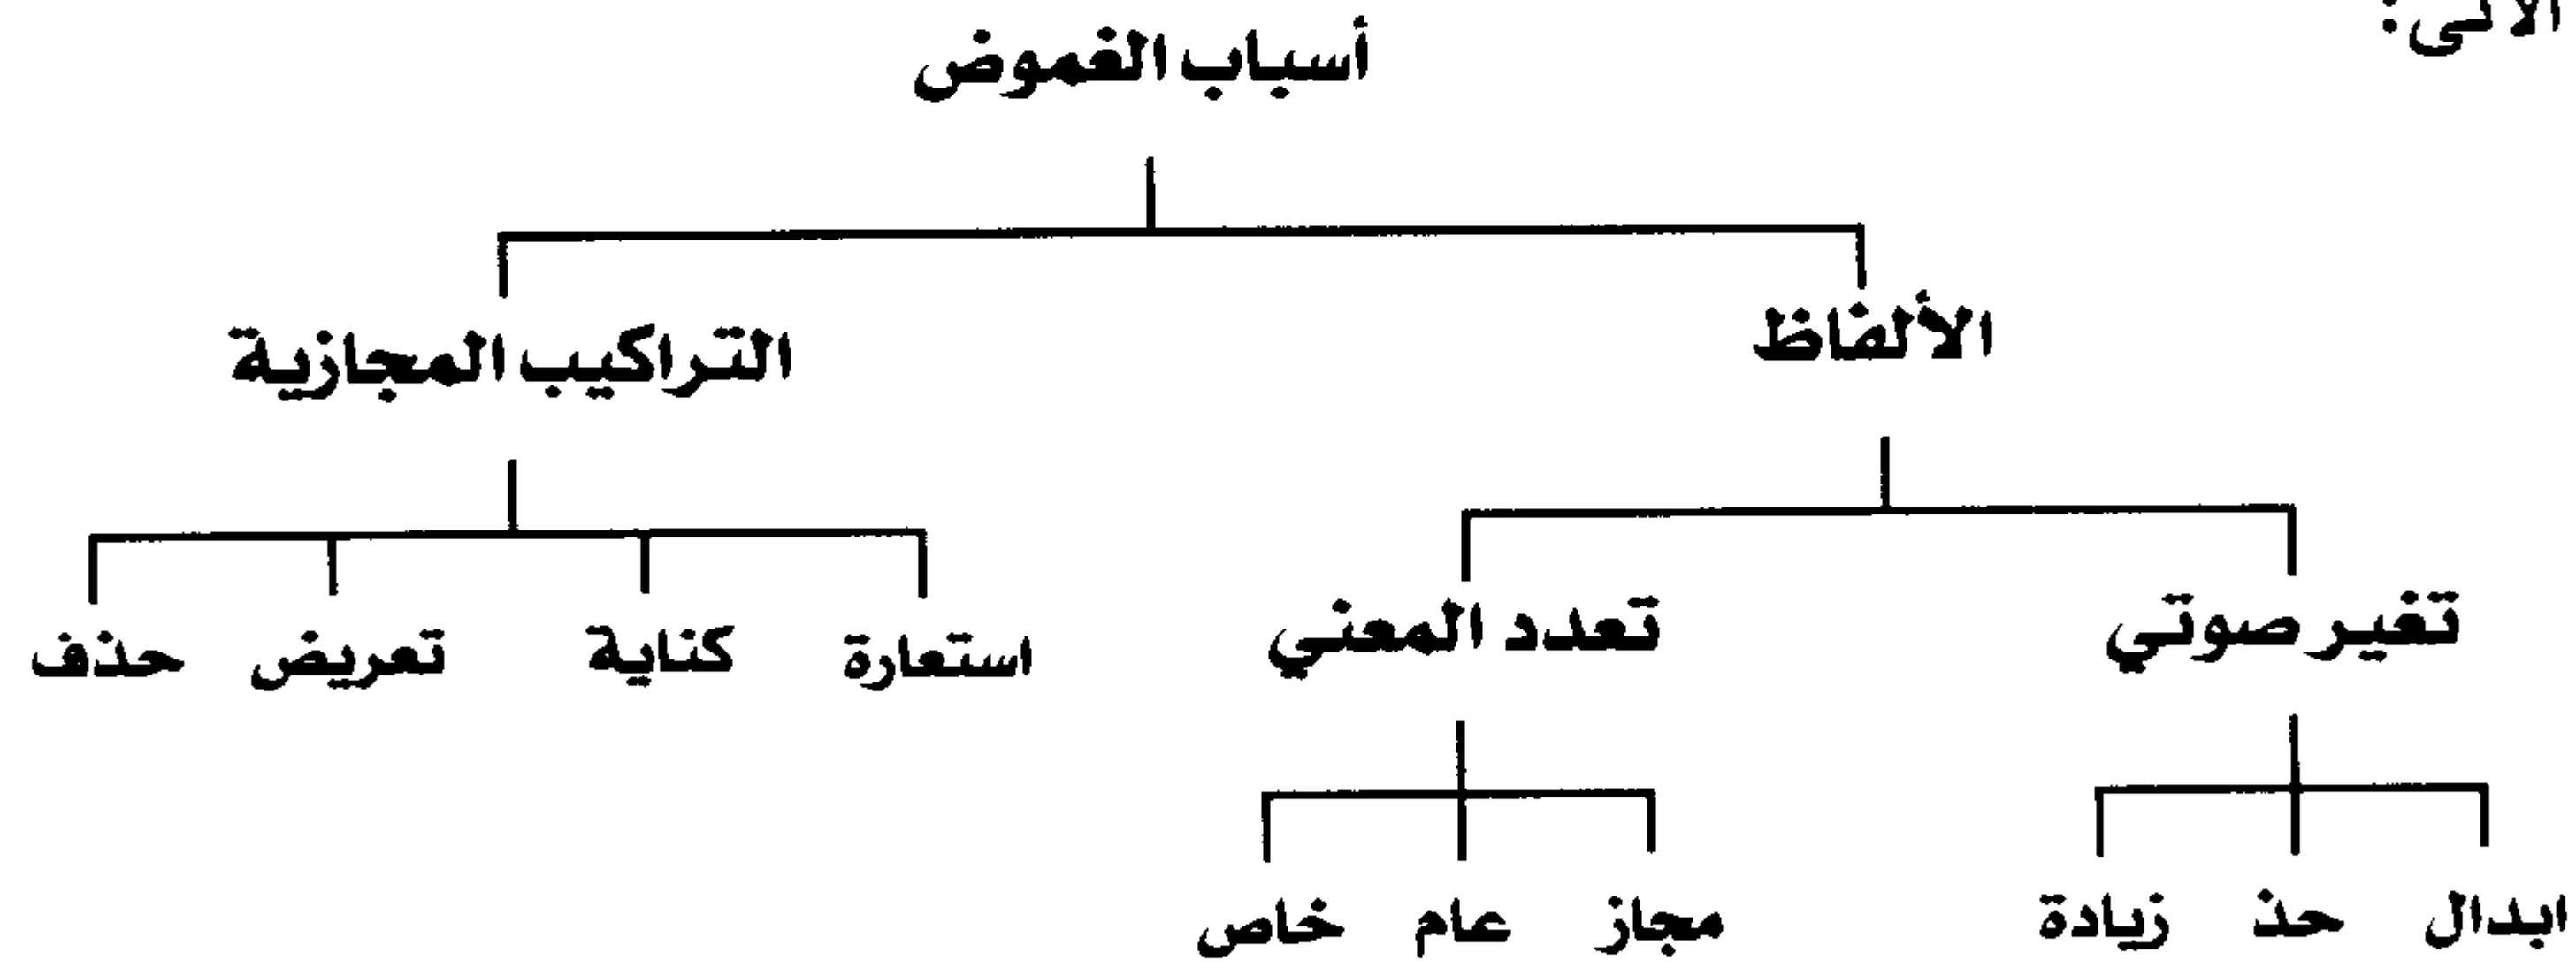 الآتى:
أسباب الغموض
الألفاظ التراكيب المجازية
تغير صوتي تعدد المعني استعارة كناية تعريض حذف
ابدال حذ زيادة مجاز عام خاص